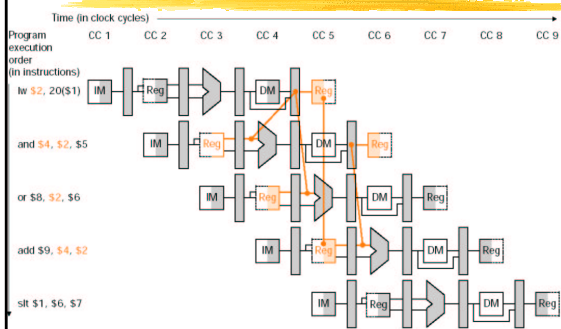 Time (in clock cycles)
Program
execution
order
(in instructions)
CC 1 CC 2 CC 3 CC 4 CC 5 CC 6 CC 7 CC 8 CC 9
lw $2, 20($1) IM Reg DM Reg
and $4, $2, $5 IM Reg DM Reg
or $8, $2, $6 IM Reg DM Reg
add $9, $4, $2 IM Reg DM Reg
slt $1, $6, $7 IM Reg DM Reg